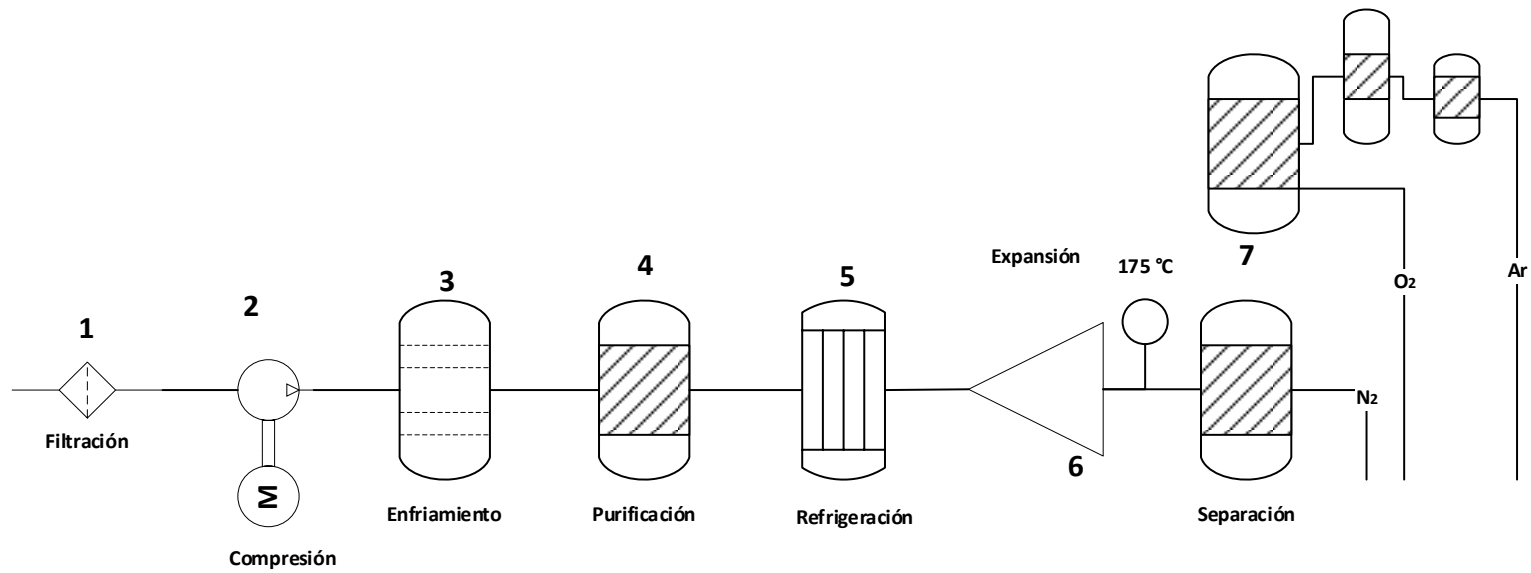 7
Expansión
175 °C
Ar
O2
4
3
5
2
1
N2
Filtración
6
M
Enfriamiento
Purificación
Refrigeración
Separación
Compresión